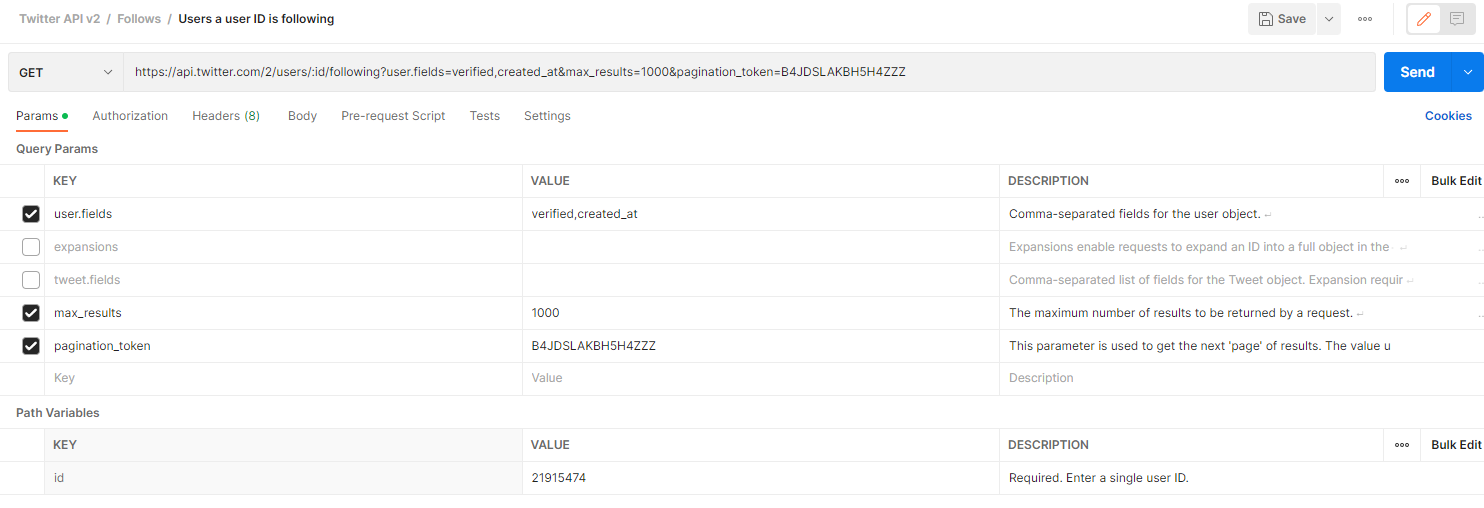 Twitter API v2 / Follows / Users a user ID is following
Save
GET https://api.twitter.com/2/users/:id/following?user.fields=verified,created_at&max_results=1000&pagination_token=B4JDSLAKBH5H4ZZZ Send
Params Authorization Headers (8) Body Pre-request Script Tests Settings Cookies
Query Params
KEY VALUE DESCRIPTION Bulk Edit
user.fields verified,created_at Comma-separated fields for the user object.
expansions Expansions enable requests to expand an ID into a full object in the
tweet.fields Comma-separated list of fields for the Tweet object. Expansion requir
max_results 1000 The maximum number of results to be returned by a request.
pagination_token B4JDSLAKBH5H4ZZZ This parameter is used to get the next 'page' of results. The value u
Key Value Description
Path Variables
KEY VALUE DESCRIPTION Bulk Edit
id 21915474 Required. Enter a single user ID.